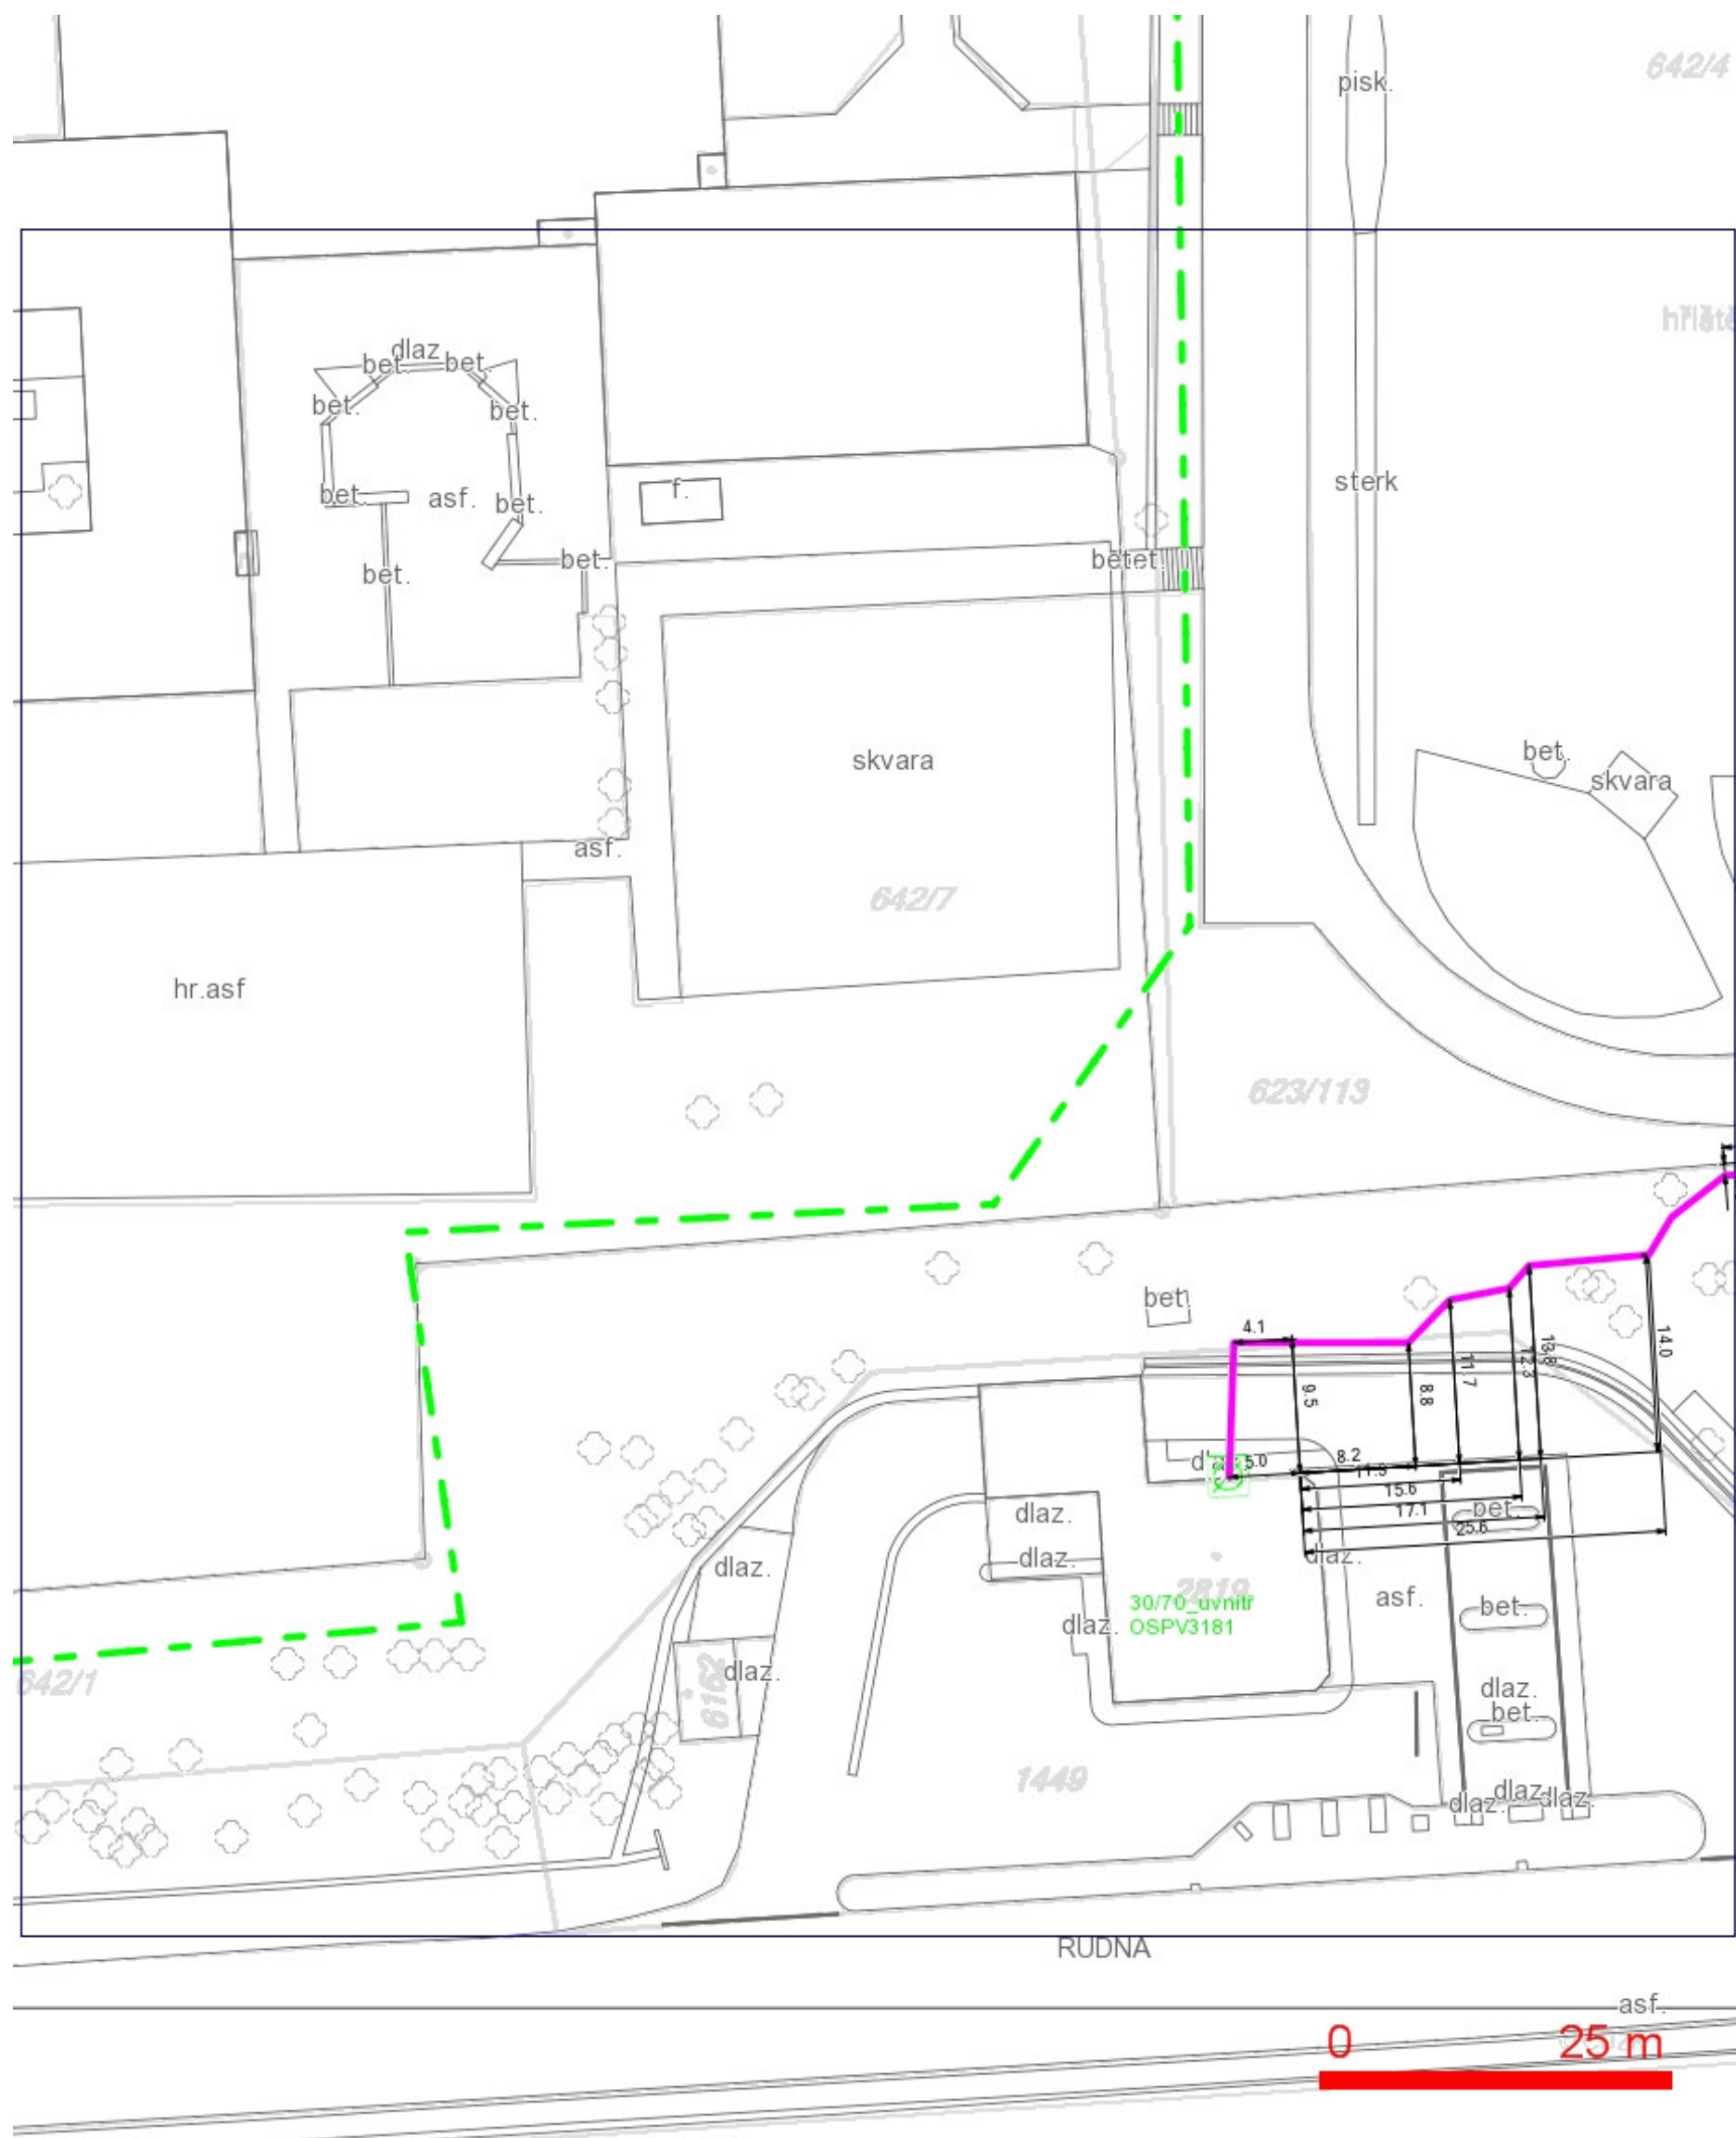 642/4
pisk.
hřiště
dlaz
bet.
bet.
bet.
bet.
sterk
f.
bet.
asf.
bet.
bet.
bet.
bet.
skvara
bet.
skvara
asf.
642/7
hr.asf
623/113
bet.
4.1
14.0
13.8
12.3
11.7
9.5
8.8
8.2
5.0
11.3
15.6
17.1
bet.
25.6
dlaz.
dlaz.
dlaz.
dlaz.
2819
asf.
30/70_uvnitř
OSPV3181
bet.
dlaz.
dlaz.
6162
642/1
dlaz.
bet.
1449
dlaz.
dlaz.
dlaz.
RUDNA
asf.
0
25 m